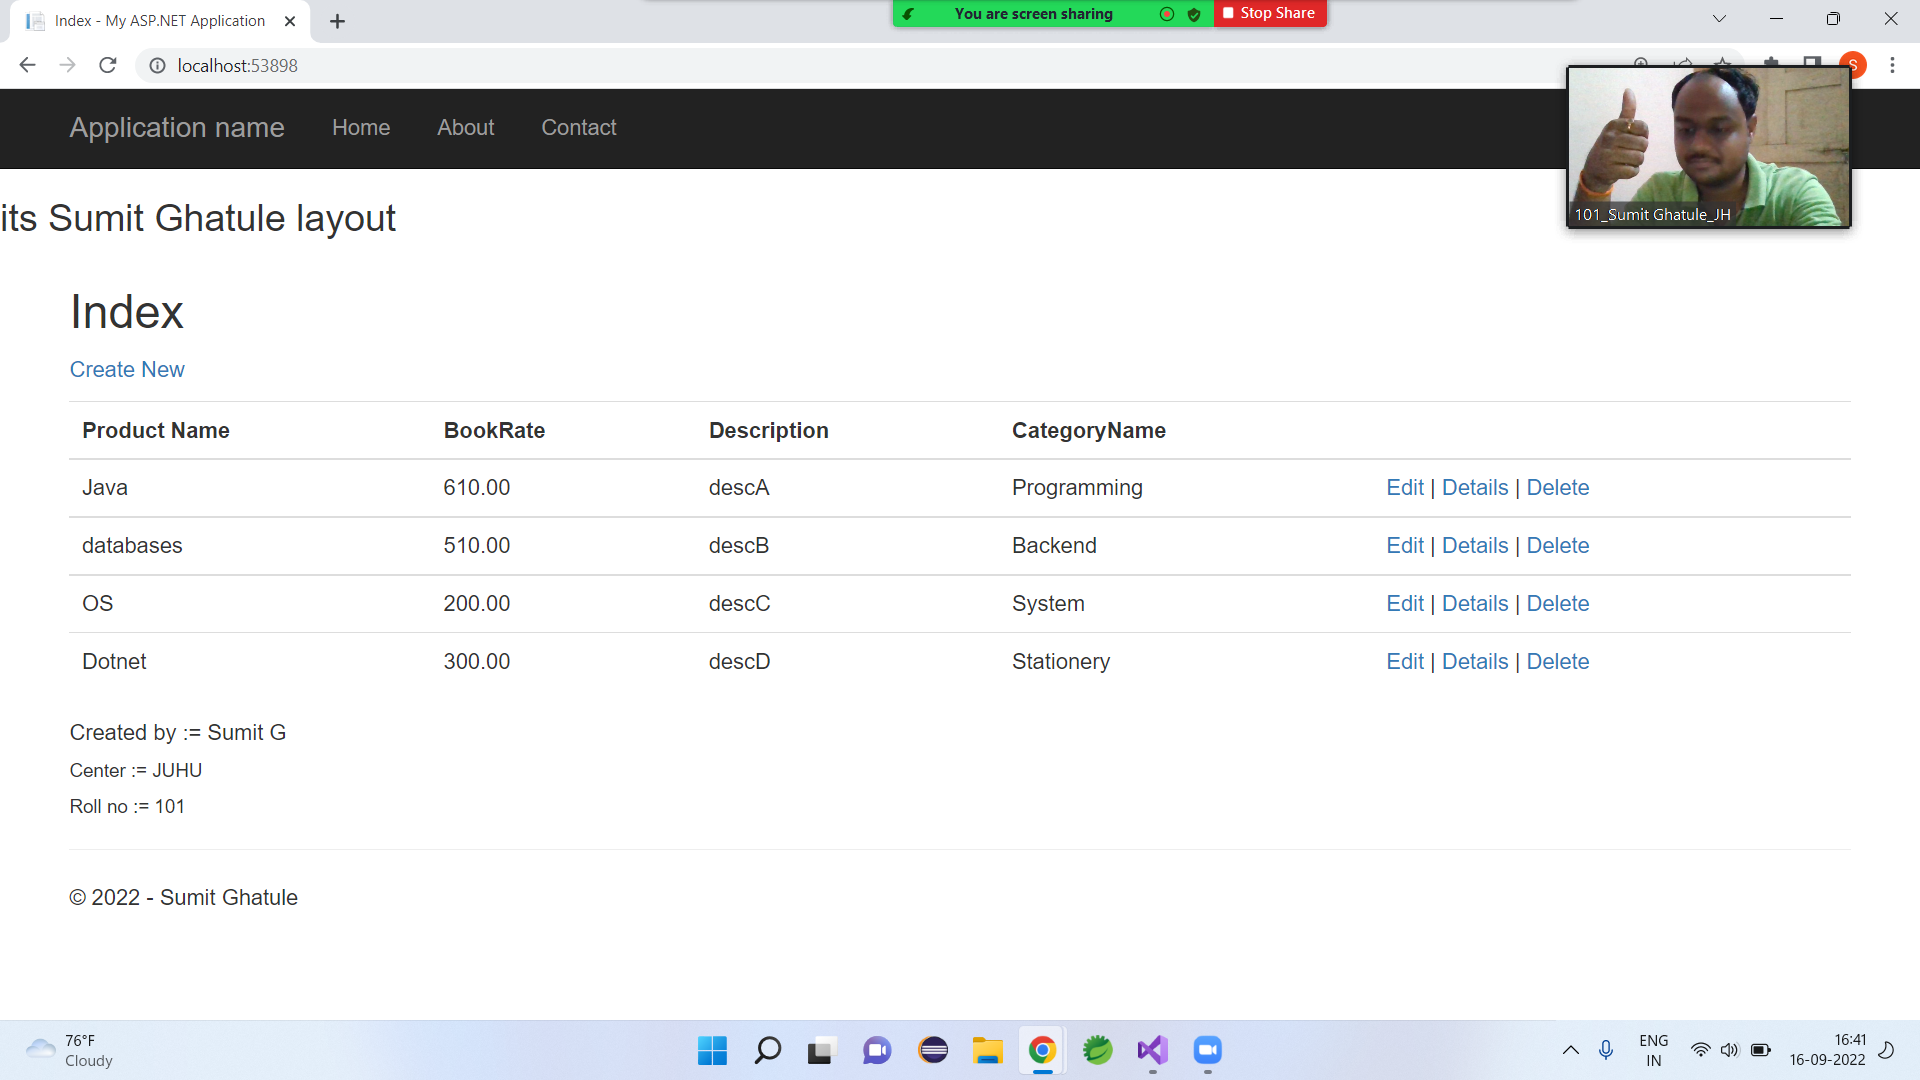 Index - My ASP.NET Application
You are screen sharing
Stop Share
localhost:53898
S
Application name Home About Contact
101_Sumit Ghatule_JH
its Sumit Ghatule layout
Index
Create New
Product Name BookRate Description CategoryName
Java 610.00 descA Programming Edit | Details | Delete
databases 510.00 descB Backend Edit | Details | Delete
OS 200.00 descC System Edit | Details | Delete
Dotnet 300.00 descD Stationery Edit | Details | Delete
Created by := Sumit G
Center := JUHU
Roll no := 101
© 2022 - Sumit Ghatule
76°F
Cloudy
ENG
IN
16:41
16-09-2022